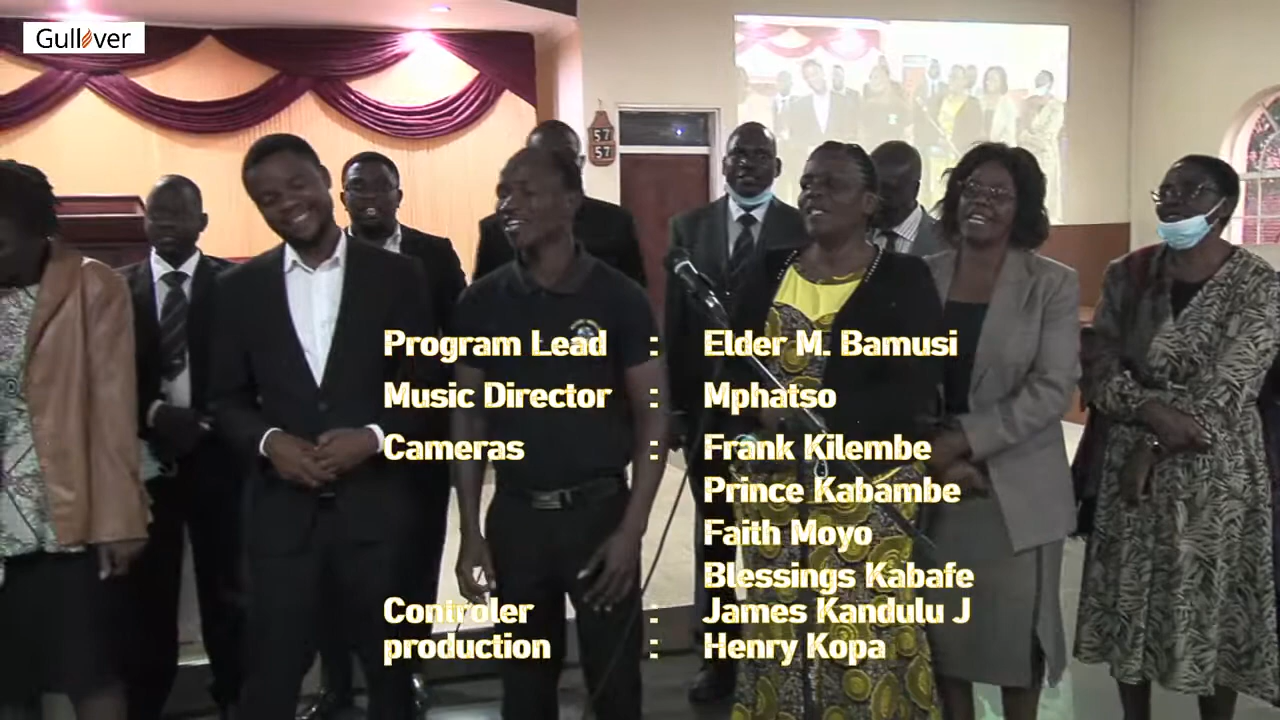 Gulliver
57
57
Program Lead : Elder M. Bamusi
Music Director : Mphatso
Cameras : Frank Kilembe
Prince Kabambe
Faith Moyo
Blessings Kabafe
Controler : James Kandulu J
production : Henry Kopa